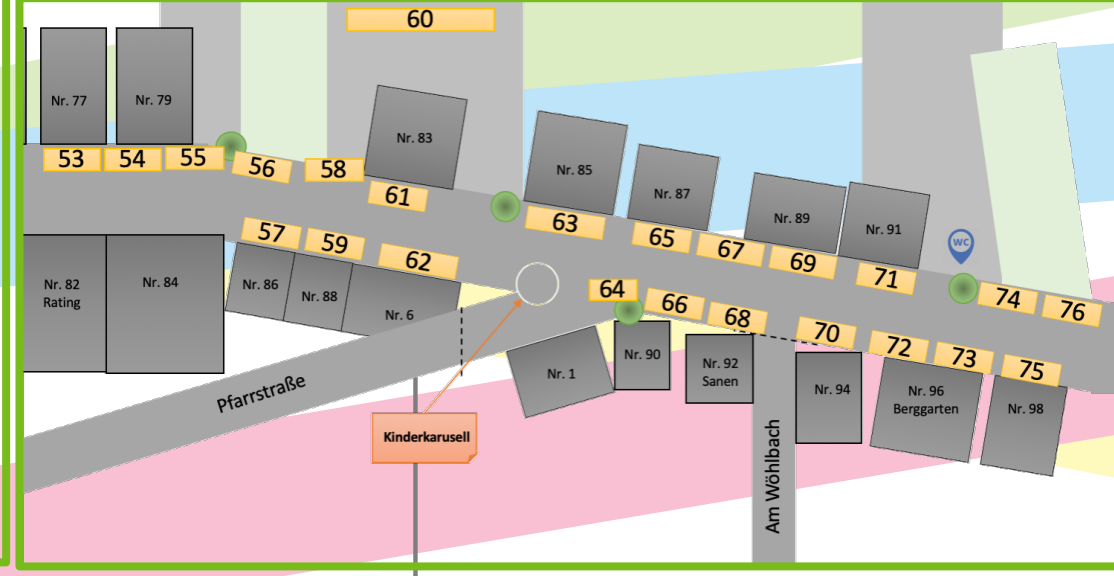 60
Nr. 77
Nr. 79
Nr. 83
53
54
55
56
58
61
Nr. 85
Nr. 87
Nr. 89
Nr. 91
63
65
67
69
71
WC
74
76
57
59
62
64
66
68
70
72
73
75
Nr. 82
Rating
Nr. 84
Nr. 86
Nr. 88
Nr. 6
Nr. 1
Nr. 90
Nr. 92
Sanen
Nr. 94
Nr. 96
Berggarten
Nr. 98
Pfarrstraße
Kinderkarusell
Am Wöhlbach